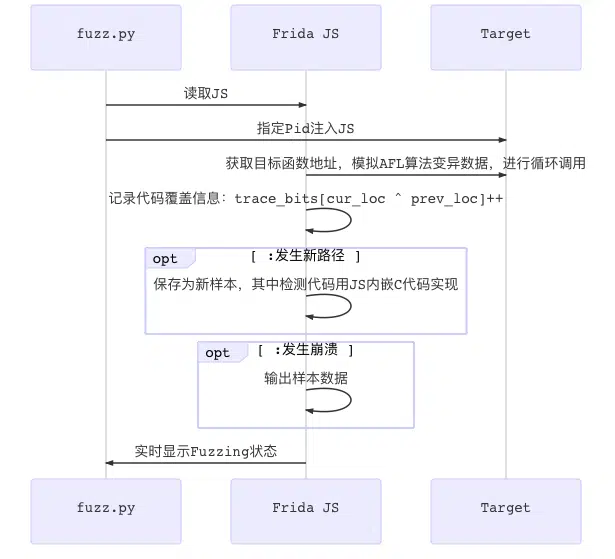 fuzz.py
Frida JS
Target
读取JS
指定Pid注入JS
获取目标函数地址，模拟AFL算法变异数据，进行循环调用
记录代码覆盖信息：trace_bits[cur_loc ^ prev_loc]++
opt
[ :发生新路径 ]
保存为新样本，其中检测代码用JS内嵌C代码实现
opt
[ :发生崩溃 ]
输出样本数据
实时显示Fuzzing状态
fuzz.py
Frida JS
Target